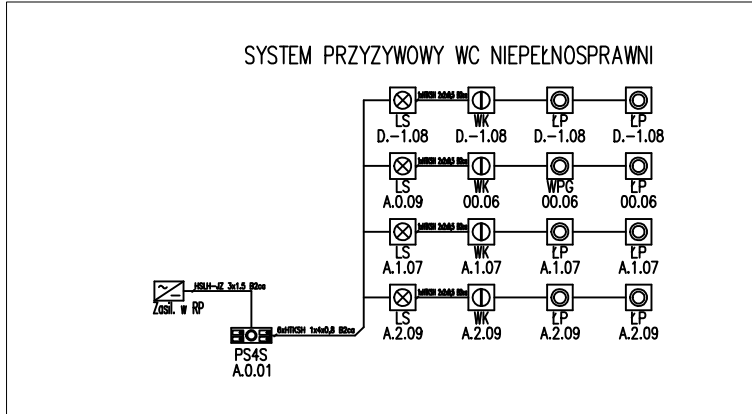 SYSTEM PRZYZYWOWY WC NIEPEŁNOSPRAWNI
LS WK ŁP ŁP
D.-1.08 D.-1.08 D.-1.08 D.-1.08
LS WK WPG ŁP
A.0.09 00.06 00.06 00.06
LS WK ŁP ŁP
A.1.07 A.1.07 A.1.07 A.1.07
HSLH-JZ 3x1.5 B2ca
LS WK ŁP ŁP
A.2.09 A.2.09 A.2.09 A.2.09
Zasil. w RP
6xHTKSH 1x4x0,8 B2ca
PS4S
A.0.01